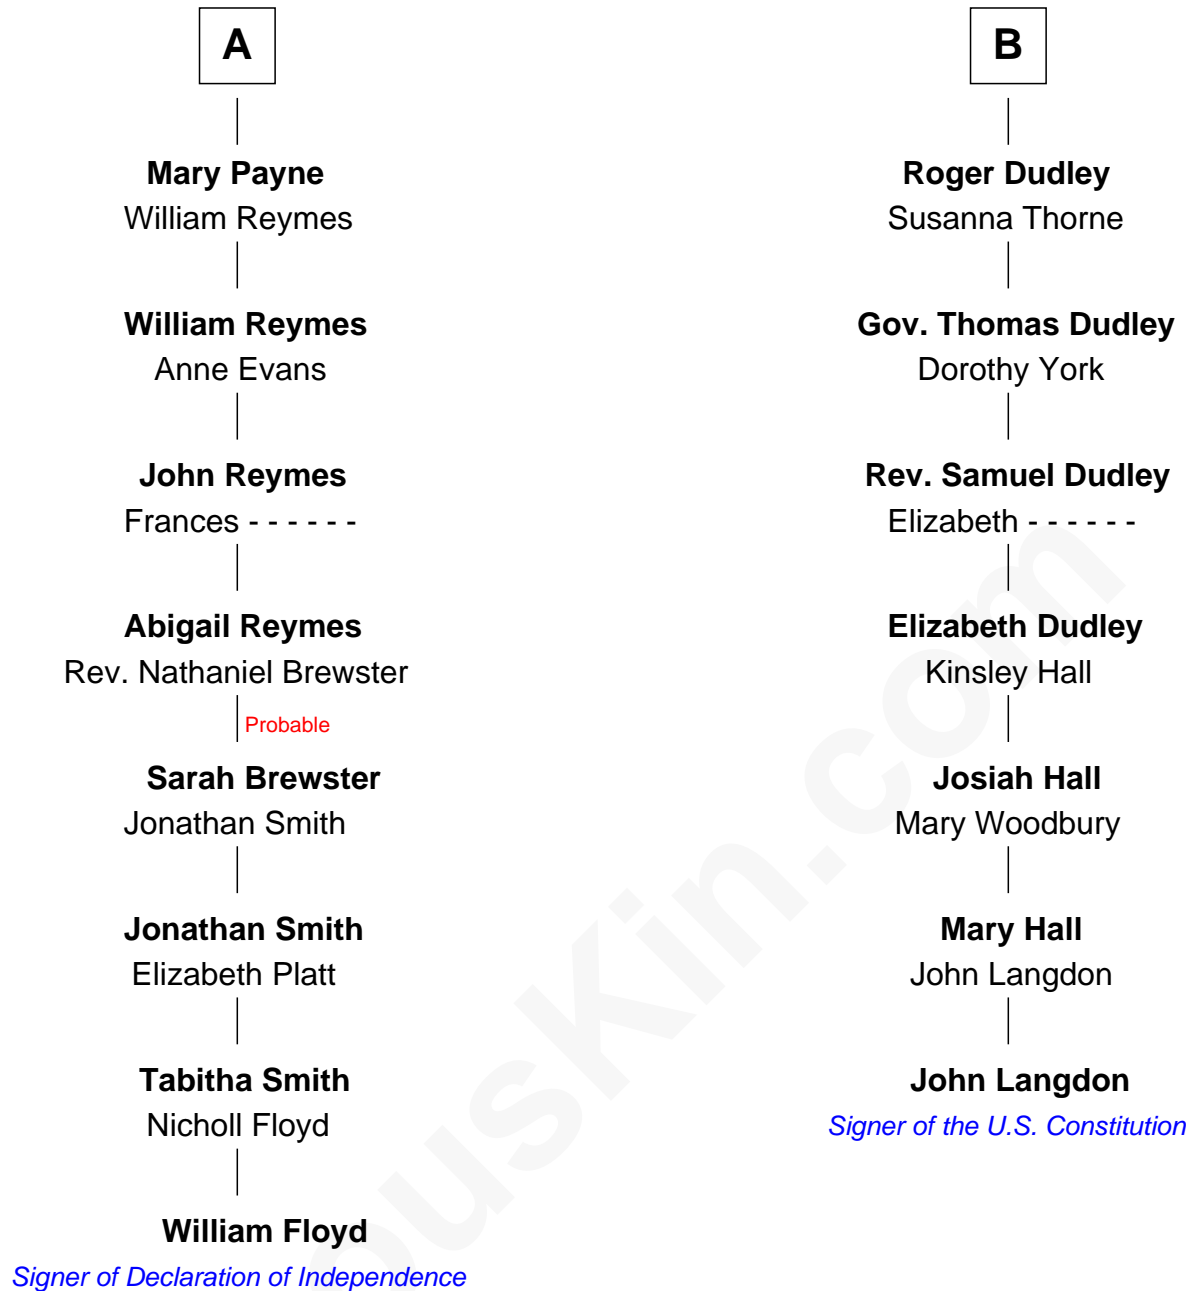 A
Mary Payne
William Reymes
William Reymes
Anne Evans
John Reymes
Frances - - - - - -
Abigail Reymes
Rev. Nathaniel Brewster
Probable
Sarah Brewster
Jonathan Smith
Jonathan Smith
Elizabeth Platt
Tabitha Smith
Nicholl Floyd
William Floyd
Signer of Declaration of Independence
B
Roger Dudley
Susanna Thorne
Gov. Thomas Dudley
Dorothy York
Rev. Samuel Dudley
Elizabeth - - - - - -
Elizabeth Dudley
Kinsley Hall
Josiah Hall
Mary Woodbury
Mary Hall
John Langdon
John Langdon
Signer of the U.S. Constitution
ousKin.com